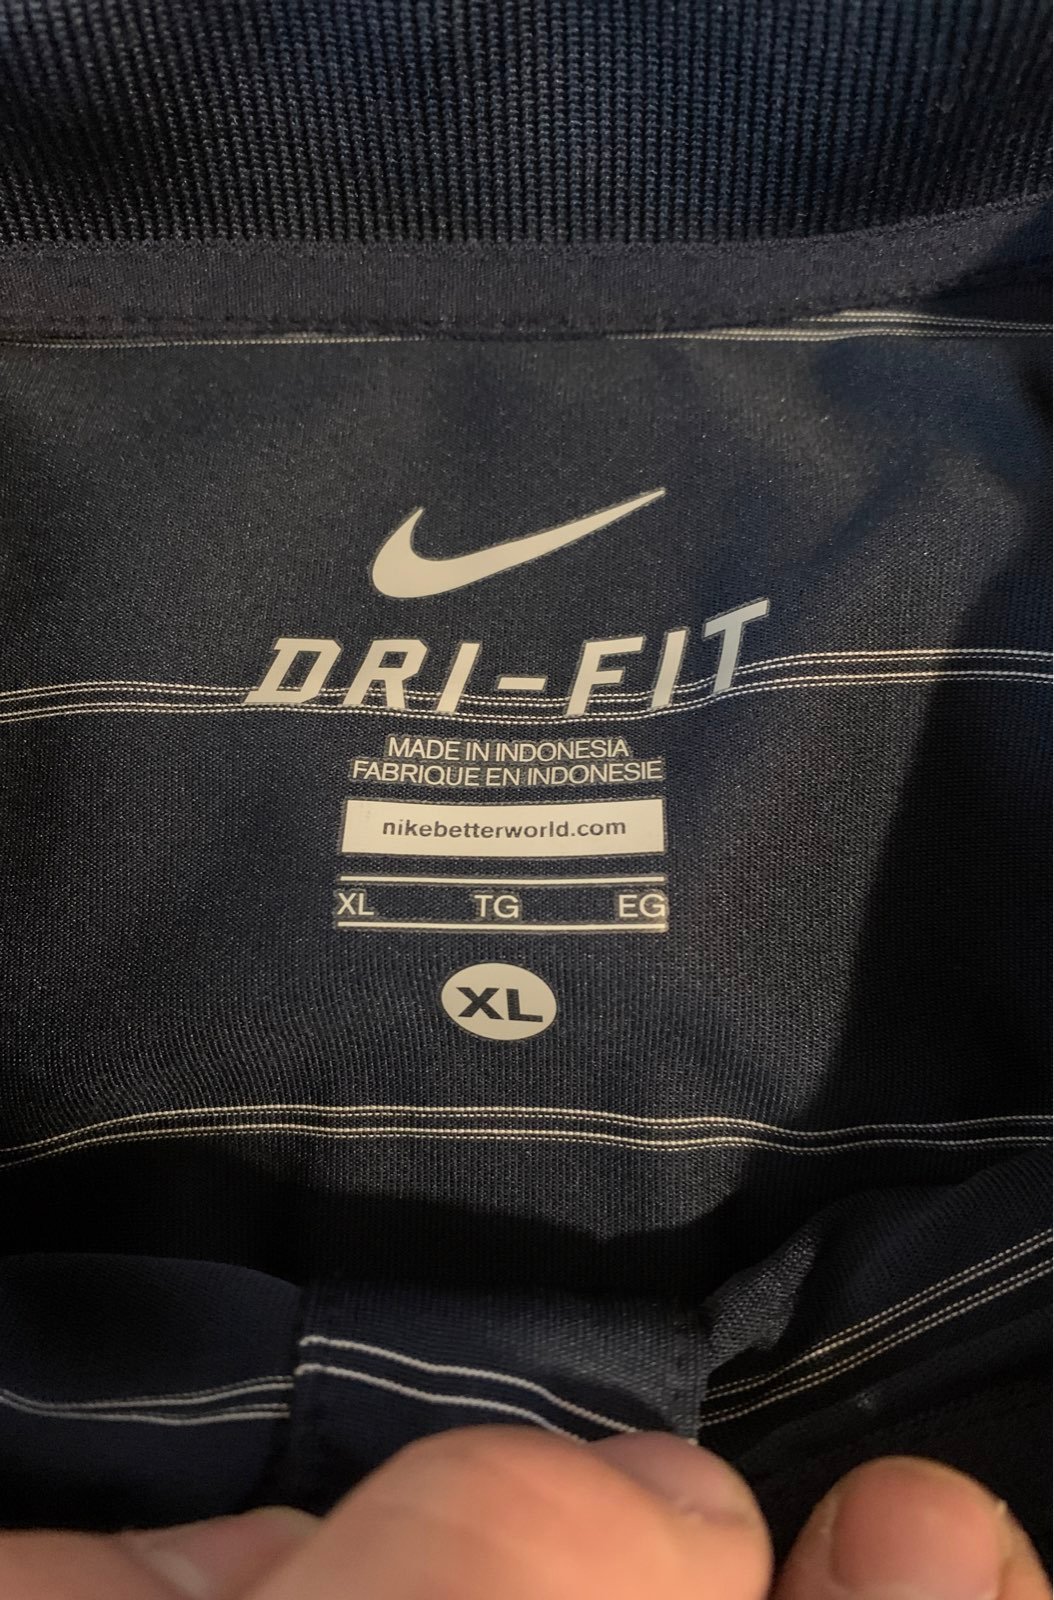 DRI-FIT
MADE IN INDONESIA
FABRIQUE EN INDONESIE
nikebetterworld.com
XL TG EG
XL